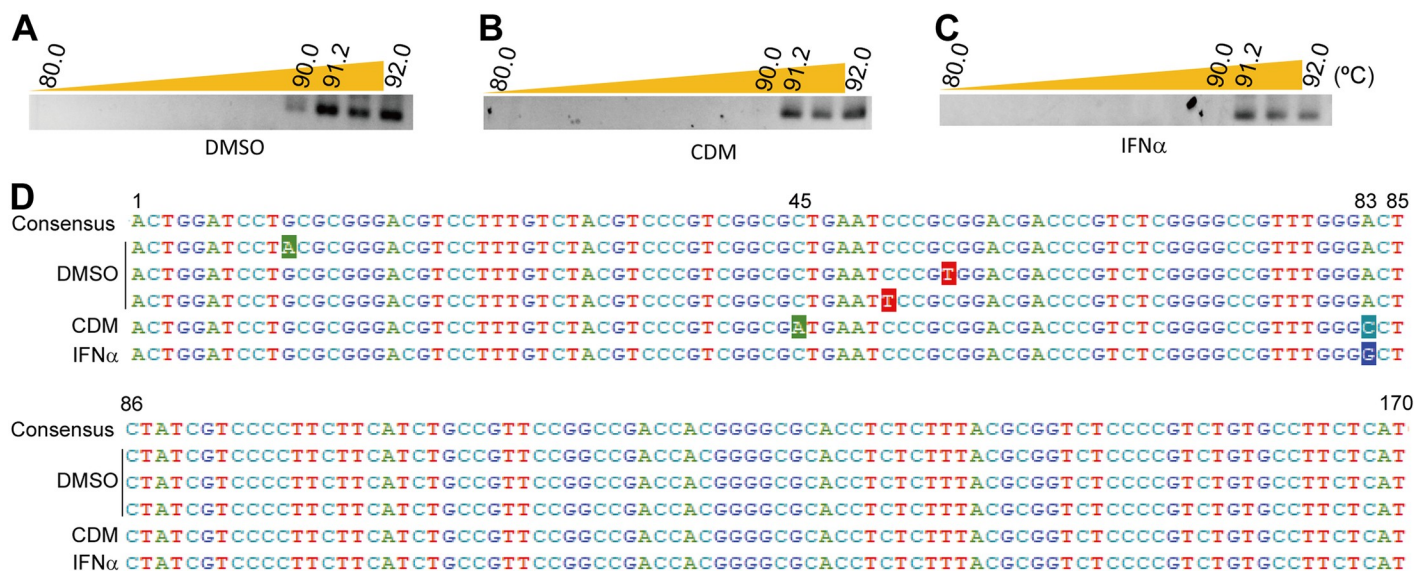 A
80.0 90.0 91.2 92.0
DMSO
B
80.0 90.0 91.2 92.0
CDM
C
80.0 90.0 91.2 92.0 (ºC)
IFNα
D
1 45 83 85
Consensus ACTGGATCCTGCGCGGGACGTCCTTTGTCTACGTCCCGTCGGCGCTGAATCCCGCGGACGACCCGTCTCGGGGCCGTTTGGGACT
ACTGGATCCTACGCGGGACGTCCTTTGTCTACGTCCCGTCGGCGCTGAATCCCGCGGACGACCCGTCTCGGGGCCGTTTGGGACT
DMSO ACTGGATCCTGCGCGGGACGTCCTTTGTCTACGTCCCGTCGGCGCTGAATCCCGTGGACGACCCGTCTCGGGGCCGTTTGGGACT
ACTGGATCCTGCGCGGGACGTCCTTTGTCTACGTCCCGTCGGCGCTGAATTCCGCGGACGACCCGTCTCGGGGCCGTTTGGGACT
CDM ACTGGATCCTGCGCGGGACGTCCTTTGTCTACGTCCCGTCGGCGATGAATCCCGCGGACGACCCGTCTCGGGGCCGTTTGGGCCT
IFNα ACTGGATCCTGCGCGGGACGTCCTTTGTCTACGTCCCGTCGGCGCTGAATCCCGCGGACGACCCGTCTCGGGGCCGTTTGGGGCT
86 170
Consensus CTATCGTCCCCTTCTTCATCTGCCGTTCCGGCCGACCACGGGGCGCACCTCTCTTTACGCGGTCTCCCCGTCTGTGCCTTCTCAT
CTATCGTCCCCTTCTTCATCTGCCGTTCCGGCCGACCACGGGGCGCACCTCTCTTTACGCGGTCTCCCCGTCTGTGCCTTCTCAT
DMSO CTATCGTCCCCTTCTTCATCTGCCGTTCCGGCCGACCACGGGGCGCACCTCTCTTTACGCGGTCTCCCCGTCTGTGCCTTCTCAT
CTATCGTCCCCTTCTTCATCTGCCGTTCCGGCCGACCACGGGGCGCACCTCTCTTTACGCGGTCTCCCCGTCTGTGCCTTCTCAT
CDM CTATCGTCCCCTTCTTCATCTGCCGTTCCGGCCGACCACGGGGCGCACCTCTCTTTACGCGGTCTCCCCGTCTGTGCCTTCTCAT
IFNα CTATCGTCCCCTTCTTCATCTGCCGTTCCGGCCGACCACGGGGCGCACCTCTCTTTACGCGGTCTCCCCGTCTGTGCCTTCTCAT